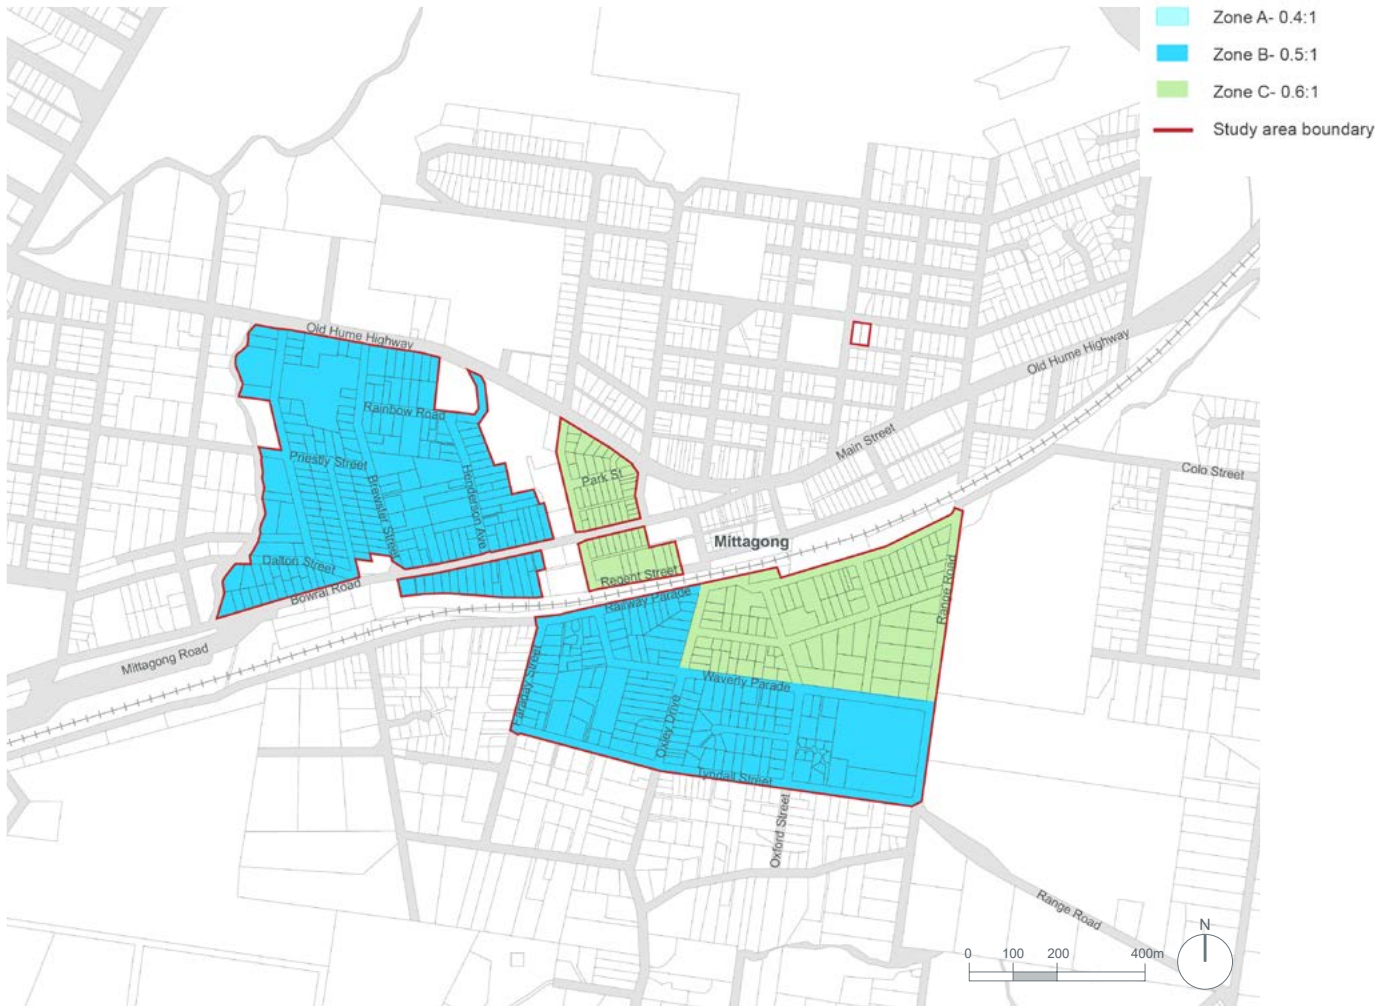 Zone A- 0.4:1
Zone B- 0.5:1
Zone C- 0.6:1
Study area boundary
Old Hume Highway
Old Hume Highway
Rainbow Road
Main Street
Priestly Street
Henderson Ave
Park St
Colo Street
Brewster Street
Mittagong
Dalton Street
Regent Street
Bowral Road
Railway Parade
Range Road
Mittagong Road
Faraday Street
Waverly Parade
Oxley Drive
Tyndall Street
Oxford Street
Range Road
N
0 100 200 400m